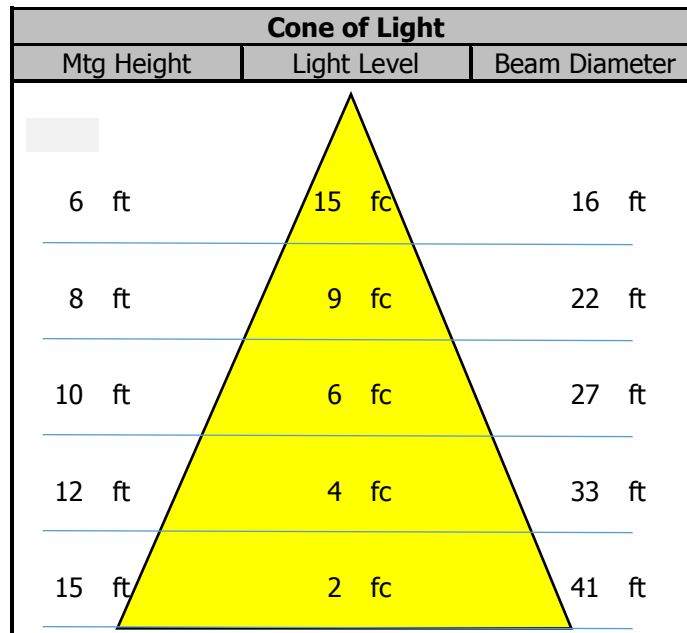 Cone of Light
Mtg Height Light Level Beam Diameter
6 ft 15 fc 16 ft
8 ft 9 fc 22 ft
10 ft 6 fc 27 ft
12 ft 4 fc 33 ft
15 ft 2 fc 41 ft